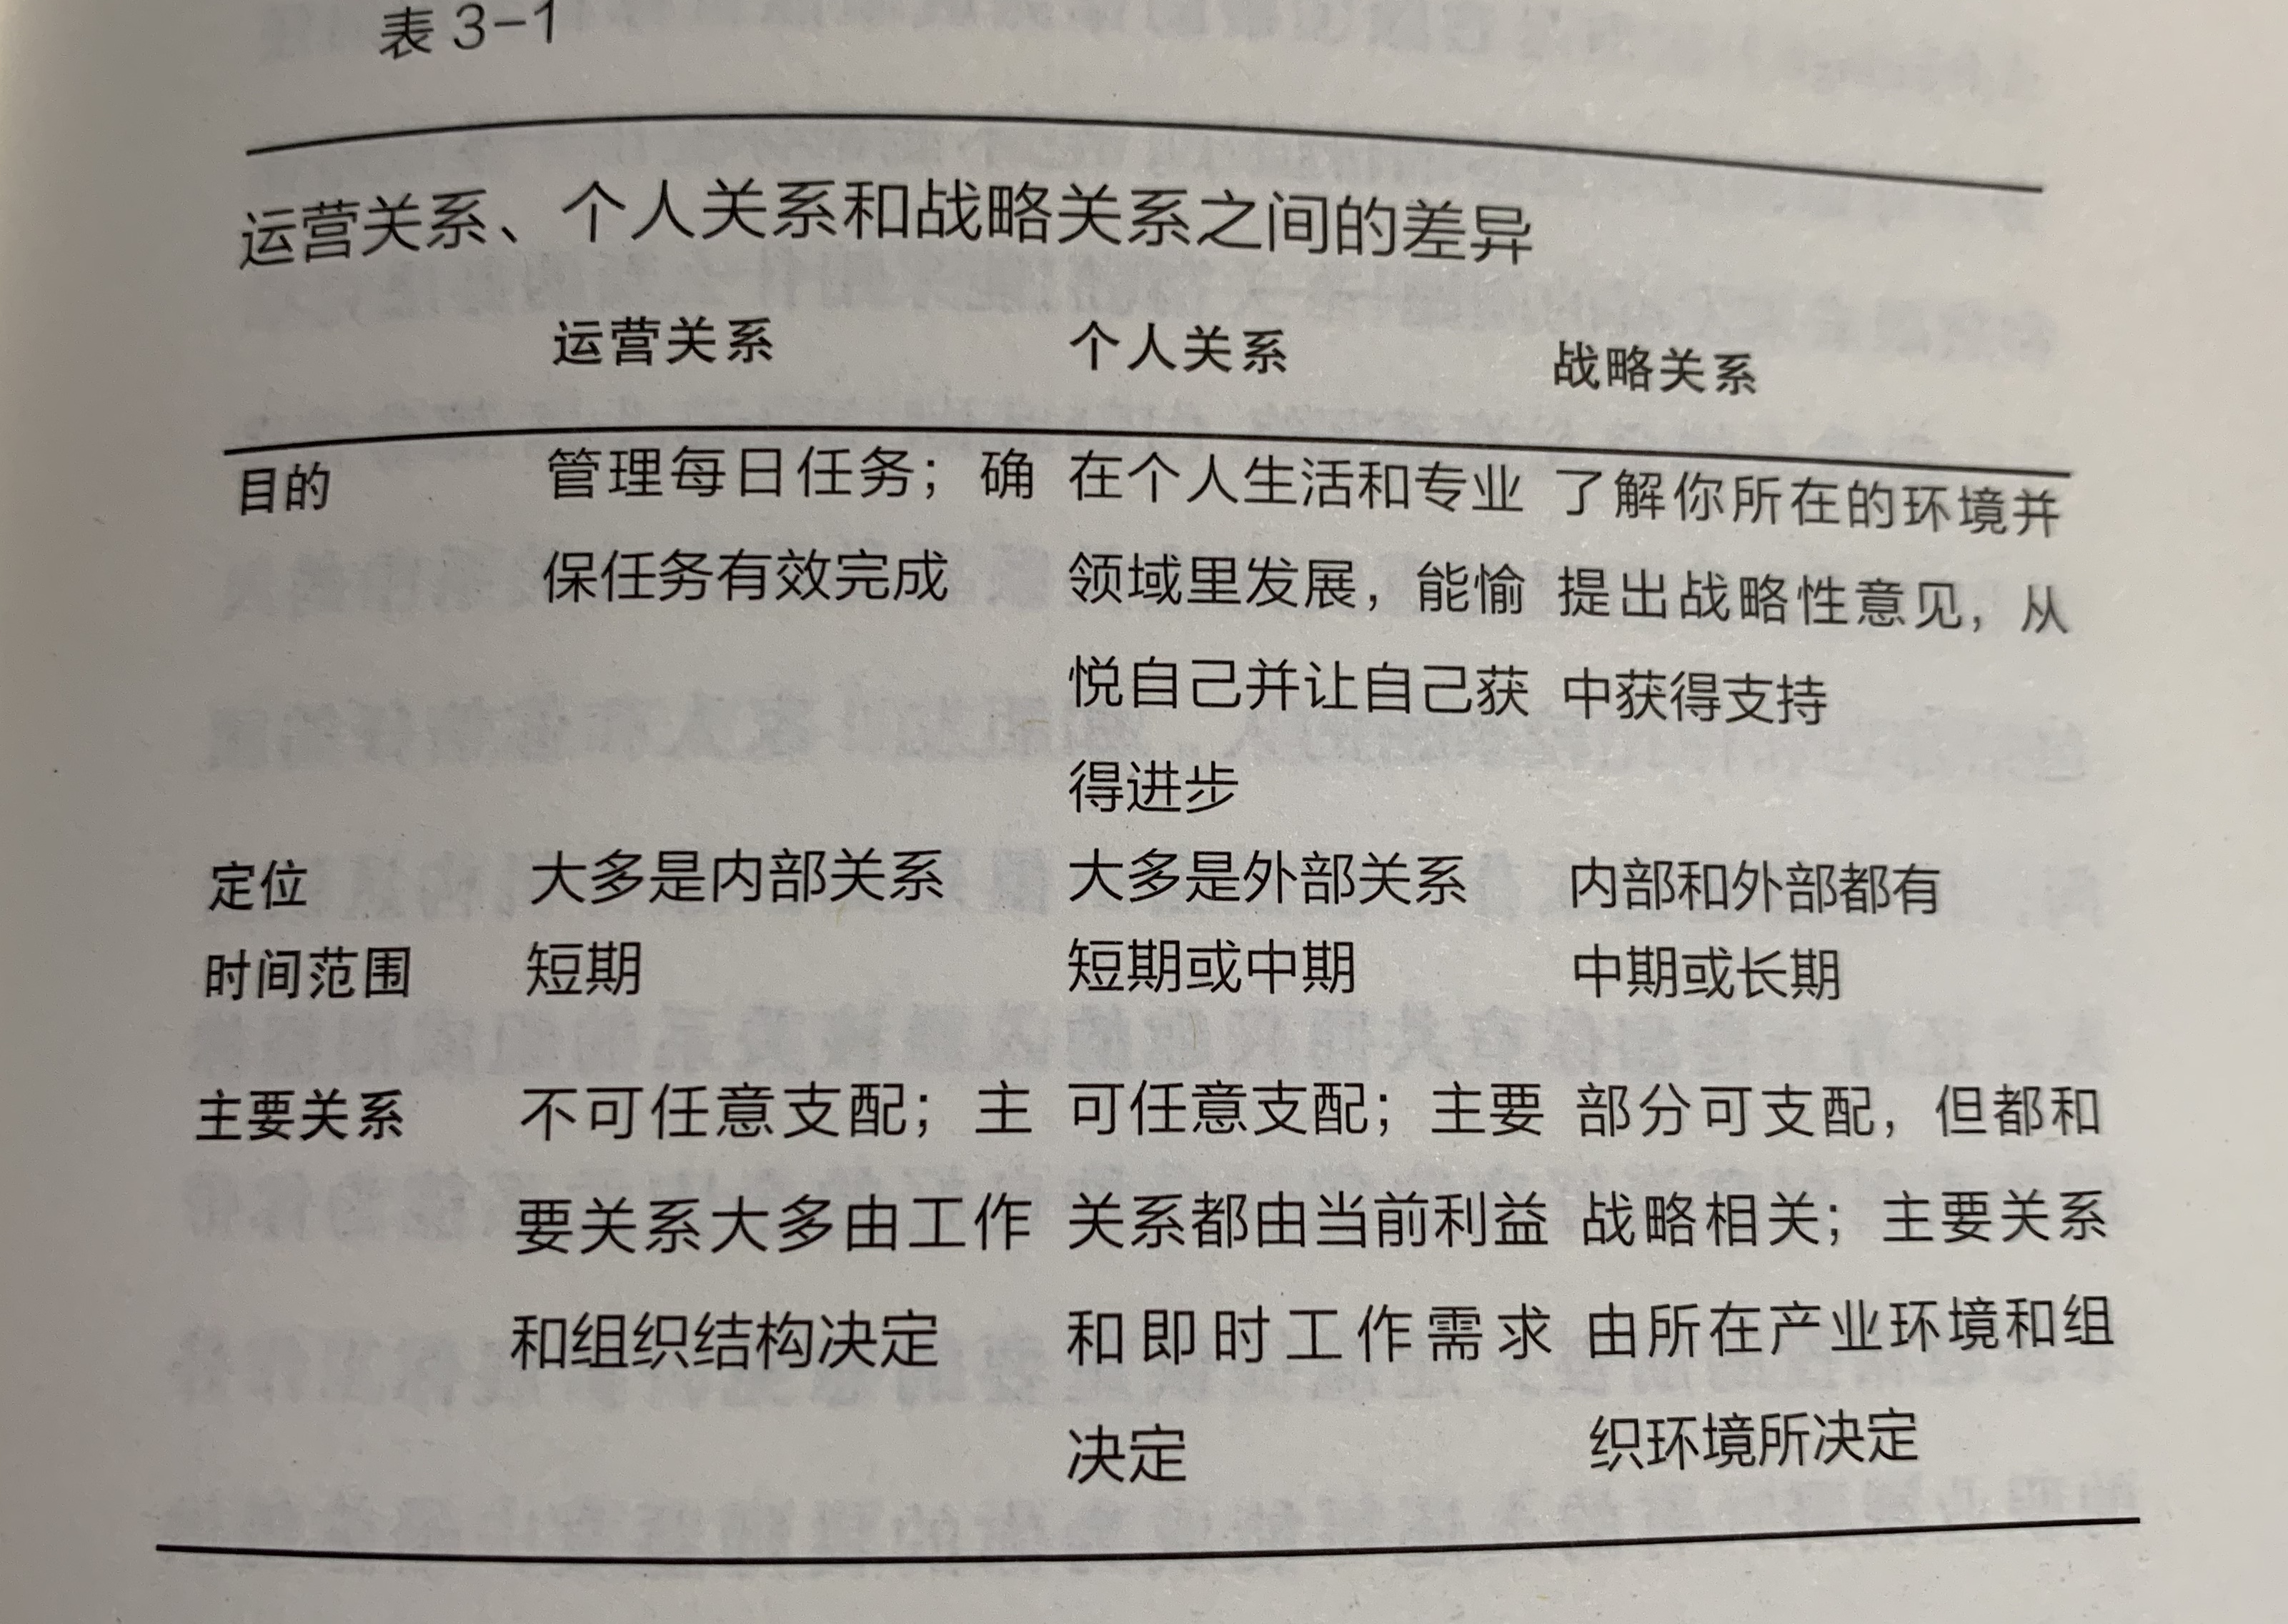 表 3-1
运营关系、个人关系和战略关系之间的差异
运营关系 个人关系 战略关系
目的 管理每日任务；确 在个人生活和专业 了解你所在的环境并
保任务有效完成 领域里发展，能愉 提出战略性意见，从
悦自己并让自己获 中获得支持
得进步
定位 大多是内部关系 大多是外部关系 内部和外部都有
时间范围 短期 短期或中期 中期或长期
主要关系 不可任意支配；主 可任意支配；主要 部分可支配，但都和
要关系大多由工作 关系都由当前利益 战略相关；主要关系
和组织结构决定 和即时工作需求 由所在产业环境和组
决定 织环境所决定